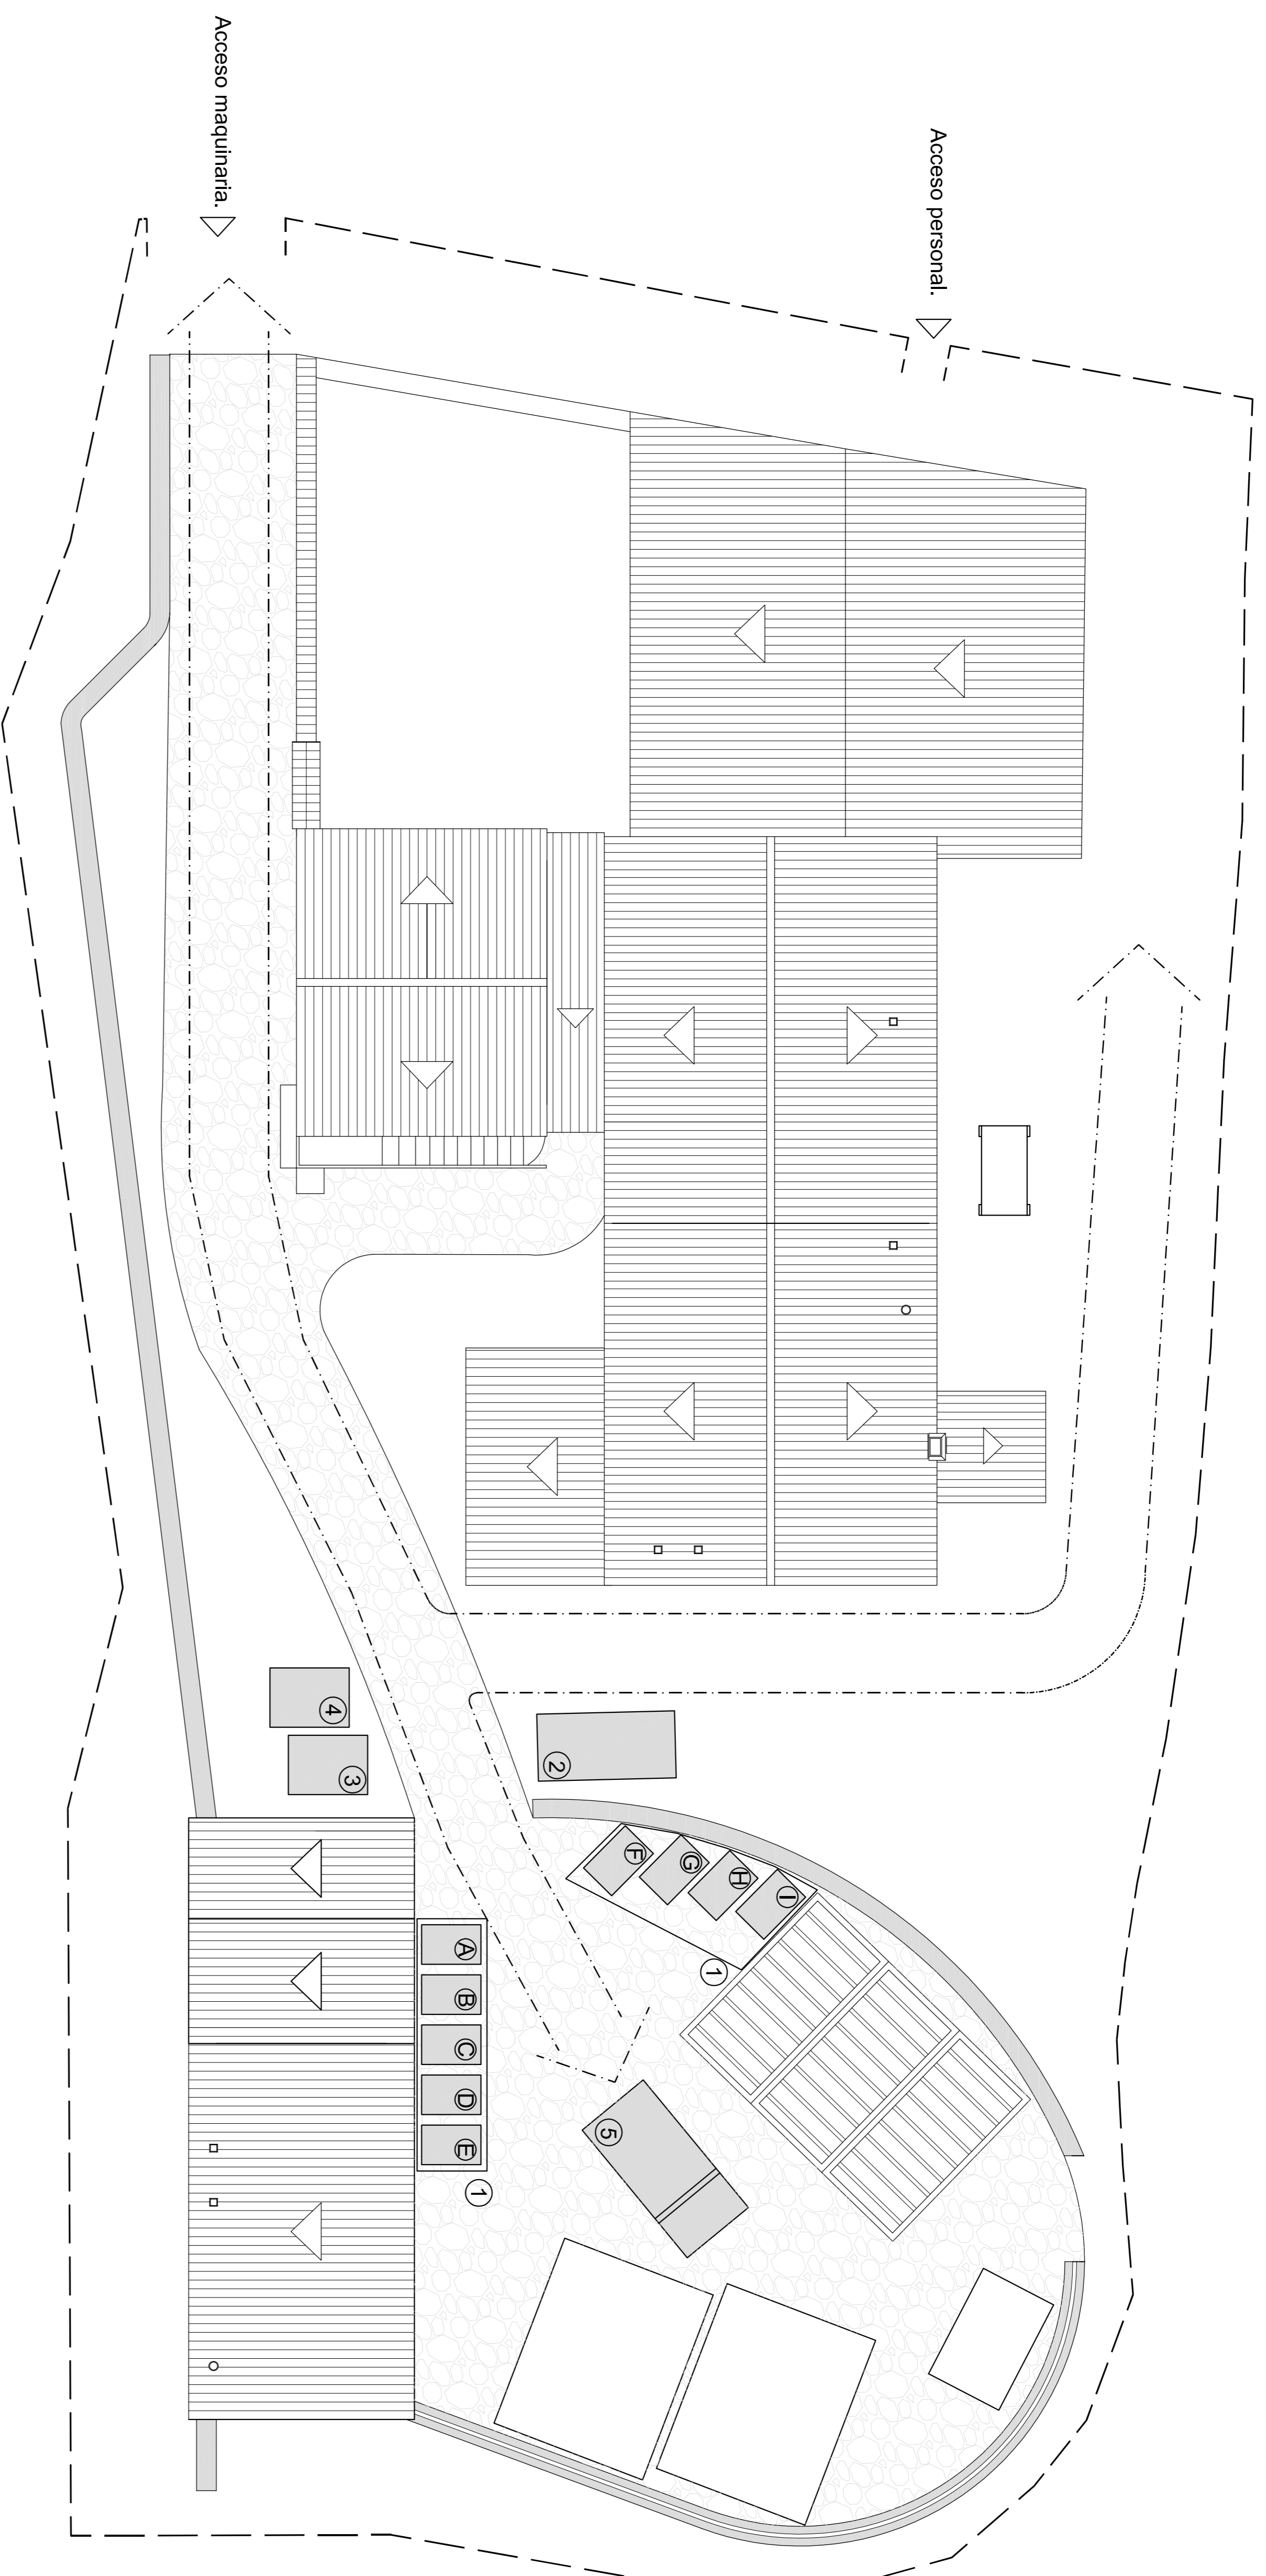 Acceso maquinaria.
Acceso personal.
4
3
2
F
G
H
I
1
A
B
C
D
E
1
5